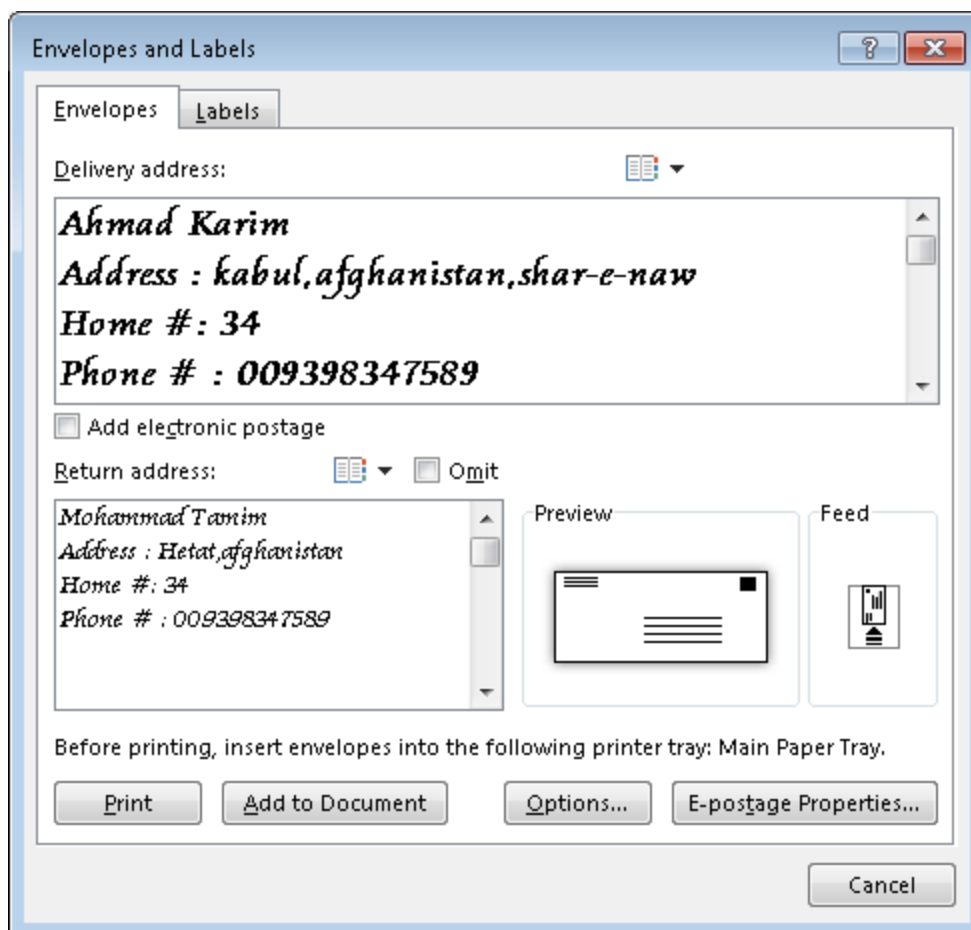 Envelopes and Labels
Envelopes
Labels
Delivery address:
Ahmad Karim
Address : kabul,afghanistan,shar-e-naw
Home #: 34
Phone # : 009398347589
Add electronic postage
Return address:
Omit
Mohammad Tamim
Address : Hetat,afghanistan
Home #: 34
Phone # : 009398347589
Preview
Feed
Before printing, insert envelopes into the following printer tray: Main Paper Tray.
Print
Add to Document
Options...
E-postage Properties...
Cancel